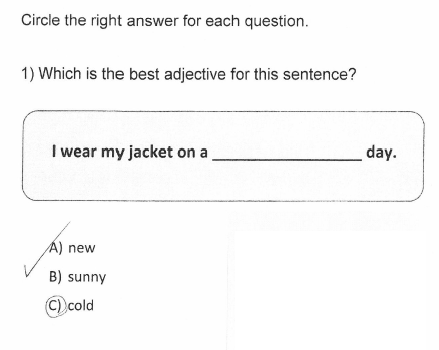 Circle the right answer for each question.
1) Which is the best adjective for this sentence?
I wear my jacket on a ______________ day.
A) new
B) sunny
C) cold